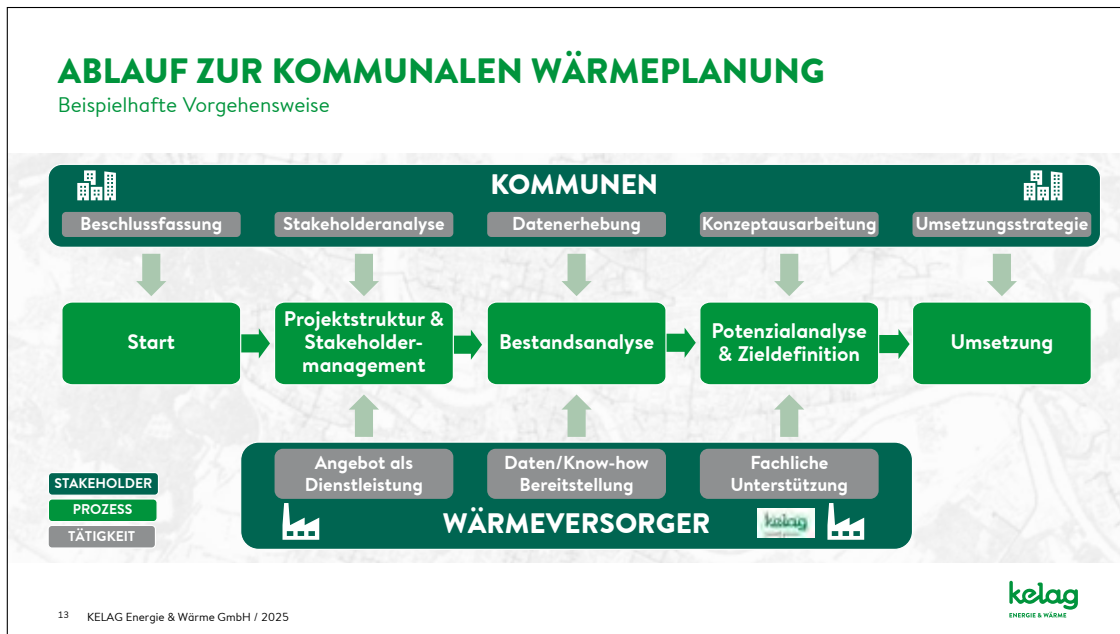 ABLAUF ZUR KOMMUNALEN WÄRMEPLANUNG
Beispielhafte Vorgehensweise
KOMMUNEN
Beschlussfassung
Stakeholderanalyse
Datenerhebung
Konzeptausarbeitung
Umsetzungsstrategie
Start
Projektstruktur &
Stakeholder-
management
Bestandsanalyse
Potenzialanalyse
& Zieldefinition
Umsetzung
Angebot als
Dienstleistung
Daten/Know-how
Bereitstellung
Fachliche
Unterstützung
WÄRMEVERSORGER
kelag
STAKEHOLDER
PROZESS
TÄTIGKEIT
13 KELAG Energie & Wärme GmbH / 2025
kelag
ENERGIE & WÄRME